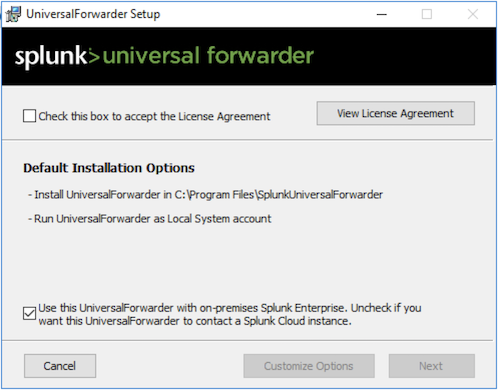 UniversalForwarder Setup
splunk>universal forwarder
Check this box to accept the License Agreement
View License Agreement
Default Installation Options
- Install UniversalForwarder in C:\Program Files\SplunkUniversalForwarder
- Run UniversalForwarder as Local System account
Use this UniversalForwarder with on-premises Splunk Enterprise. Uncheck if you
want this UniversalForwarder to contact a Splunk Cloud instance.
Cancel
Customize Options
Next